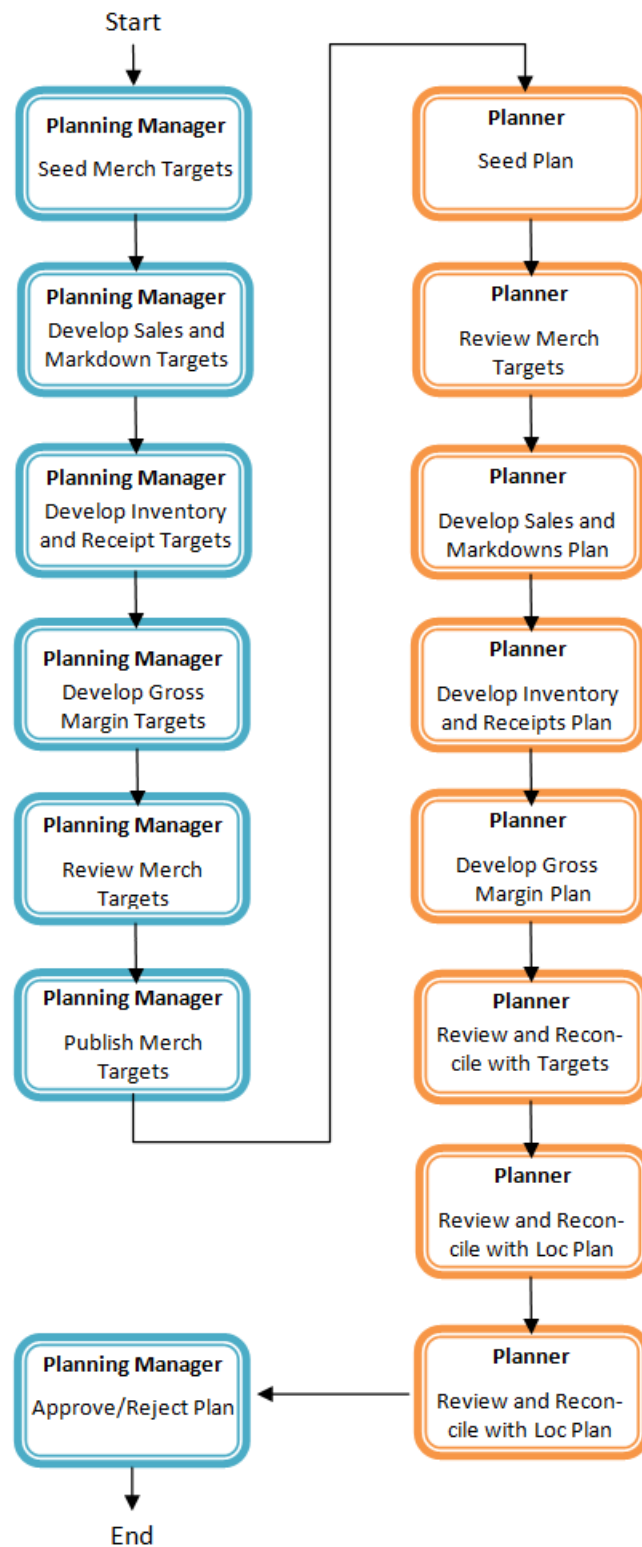 Start
Planning Manager
Seed Merch Targets
Planning Manager
Develop Sales and
Markdown Targets
Planning Manager
Develop Inventory
and Receipt Targets
Planning Manager
Develop Gross
Margin Targets
Planning Manager
Review Merch
Targets
Planning Manager
Publish Merch
Targets
Planner
Seed Plan
Planner
Review Merch
Targets
Planner
Develop Sales and
Markdowns Plan
Planner
Develop Inventory
and Receipts Plan
Planner
Develop Gross
Margin Plan
Planner
Review and Recon-
cile with Targets
Planner
Review and Recon-
cile with Loc Plan
Planner
Review and Recon-
cile with Loc Plan
Planning Manager
Approve/Reject Plan
End